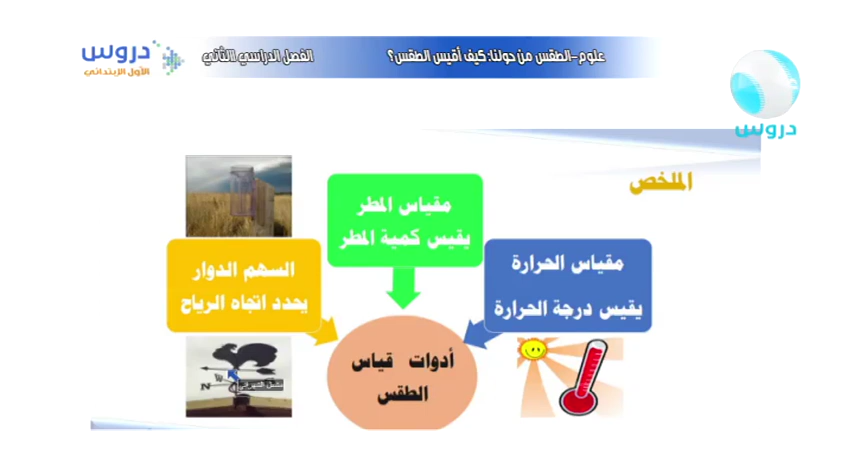 دروس
الأول الإبتدائي
علوم-الطقس من حولنا: كيف أقيس الطقس؟
الفصل الدراسي الثاني
دروس
الملخص
مقياس المطر
يقيس كمية المطر
السهم الدوار
يحدد اتجاه الرياح
مقياس الحرارة
يقيس درجة الحرارة
أدوات قياس
الطقس
N
W